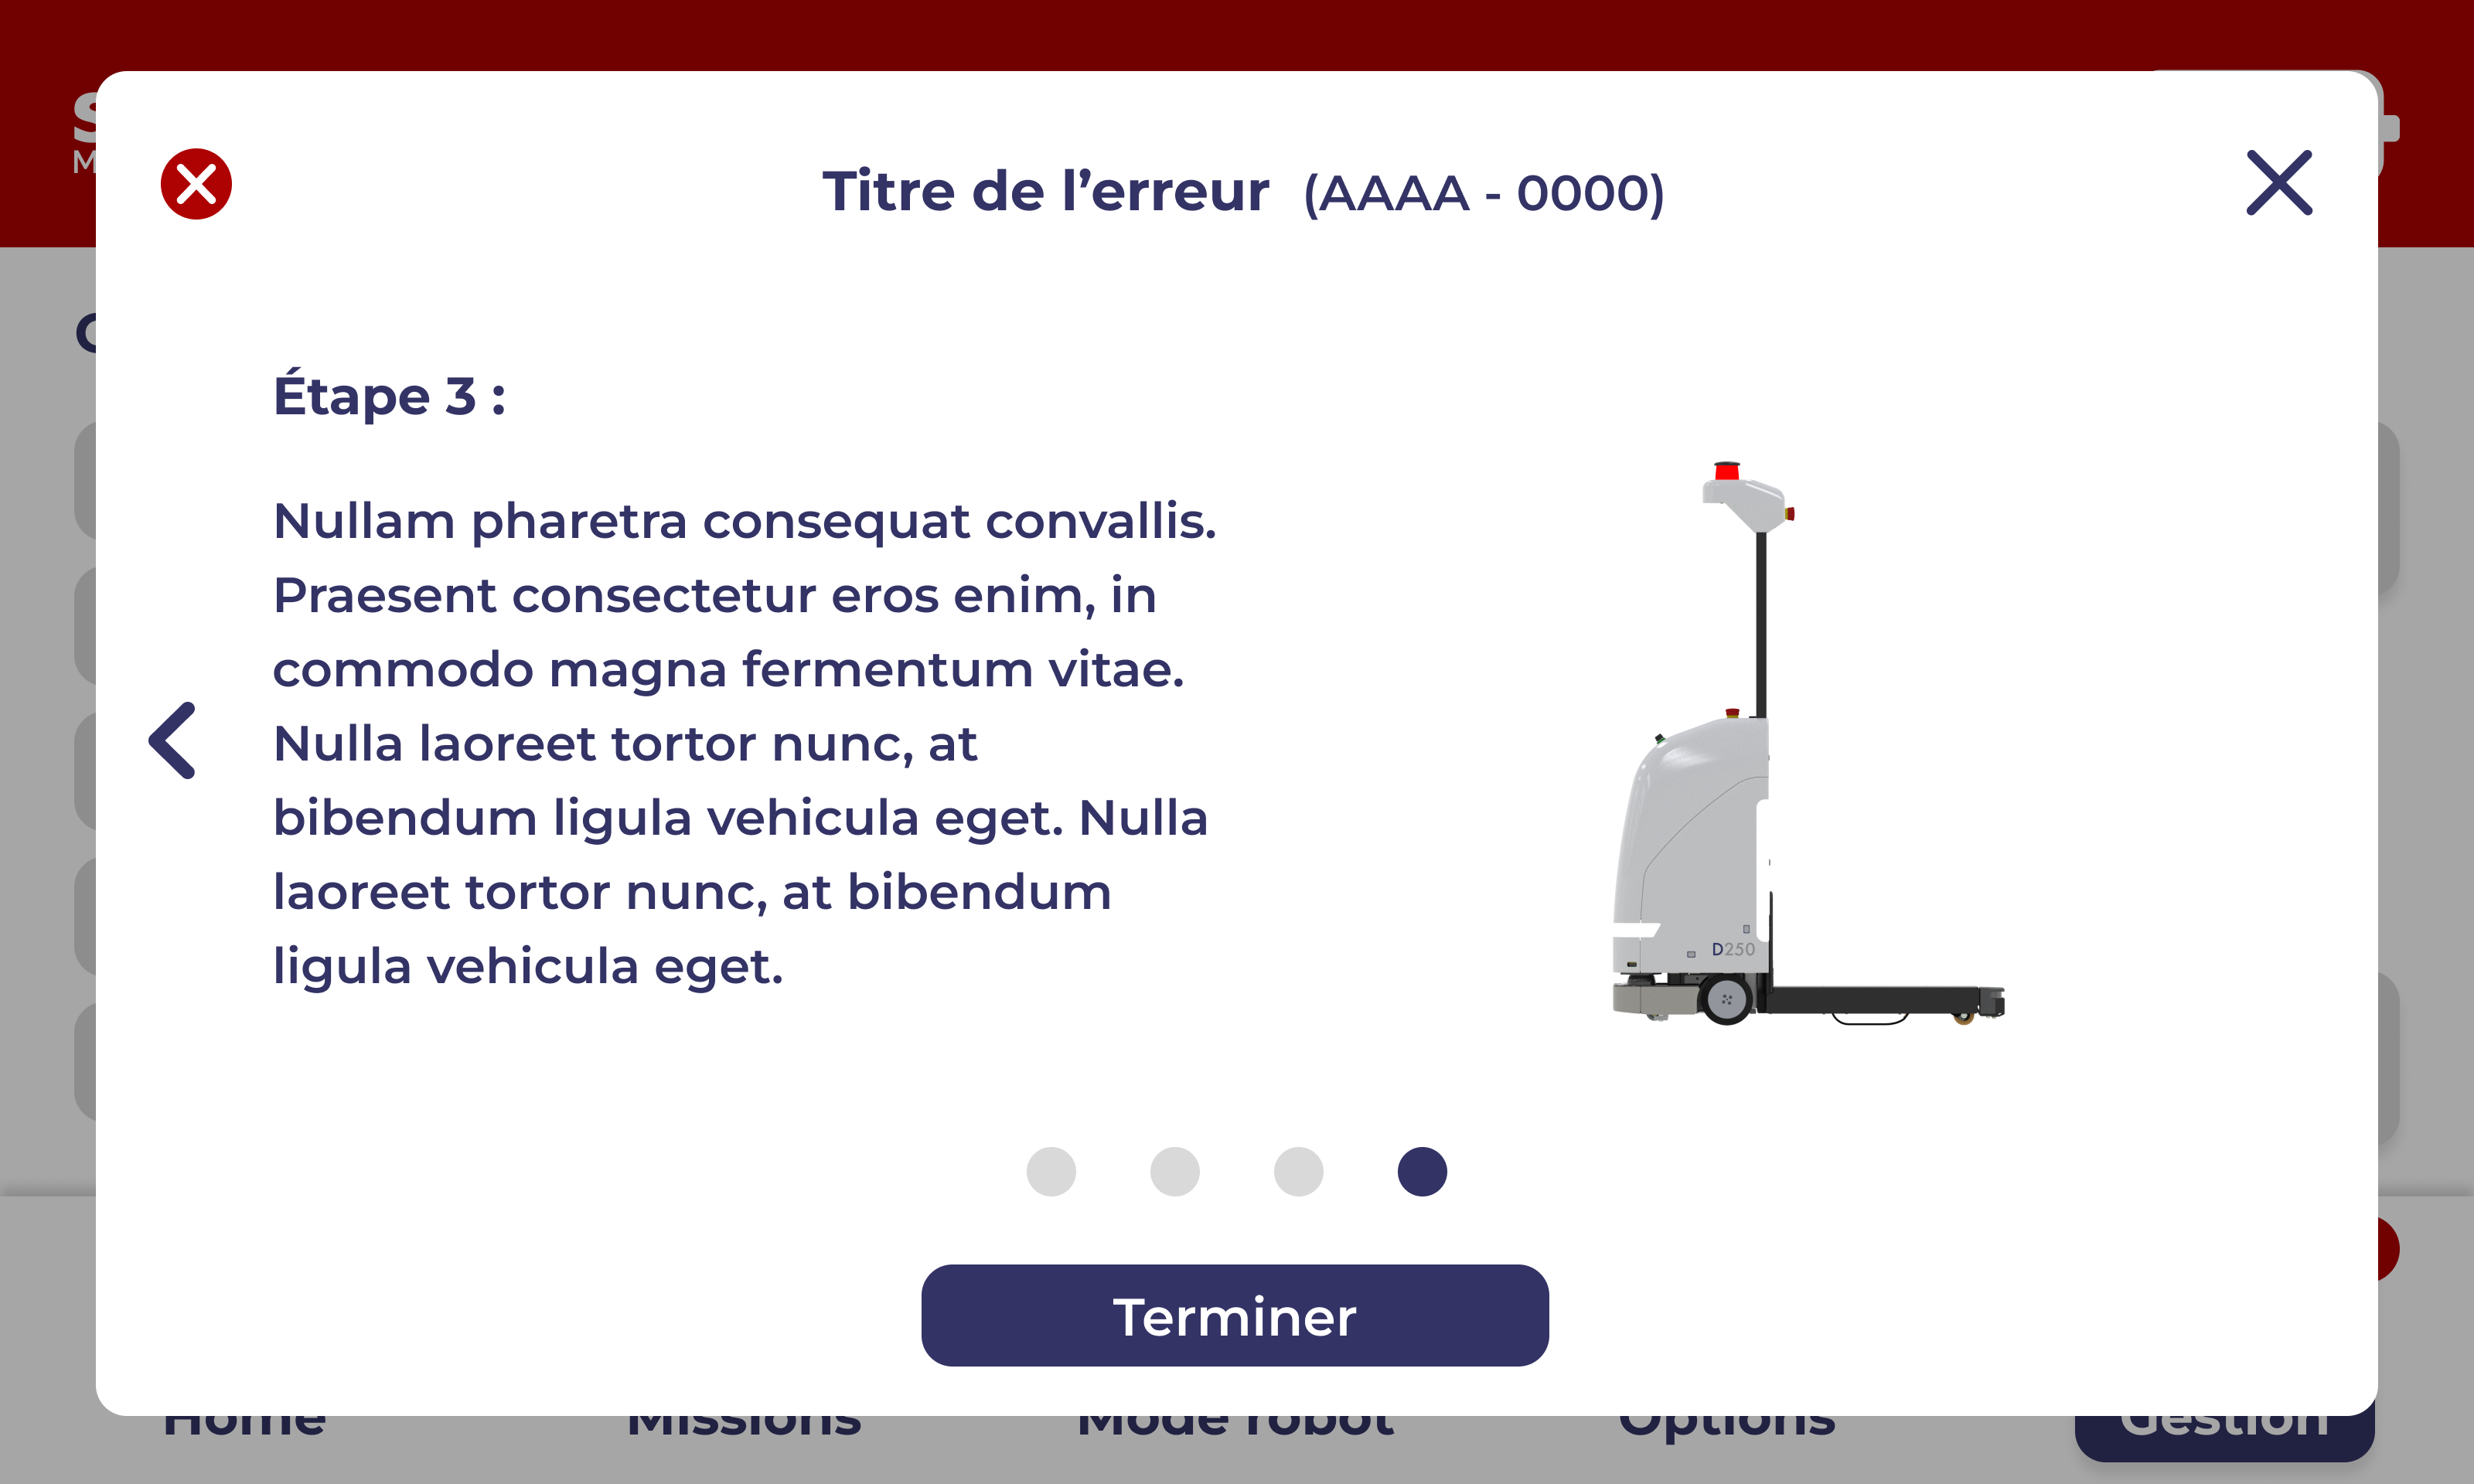 Titre de l’erreur (AAAA - 0000)
Étape 3 :
Nullam pharetra consequat convallis.
Praesent consectetur eros enim, in
commodo magna fermentum vitae.
Nulla laoreet tortor nunc, at
bibendum ligula vehicula eget. Nulla
laoreet tortor nunc, at bibendum
ligula vehicula eget.
D250
Terminer
Home Missions Mode robot Options Gestion